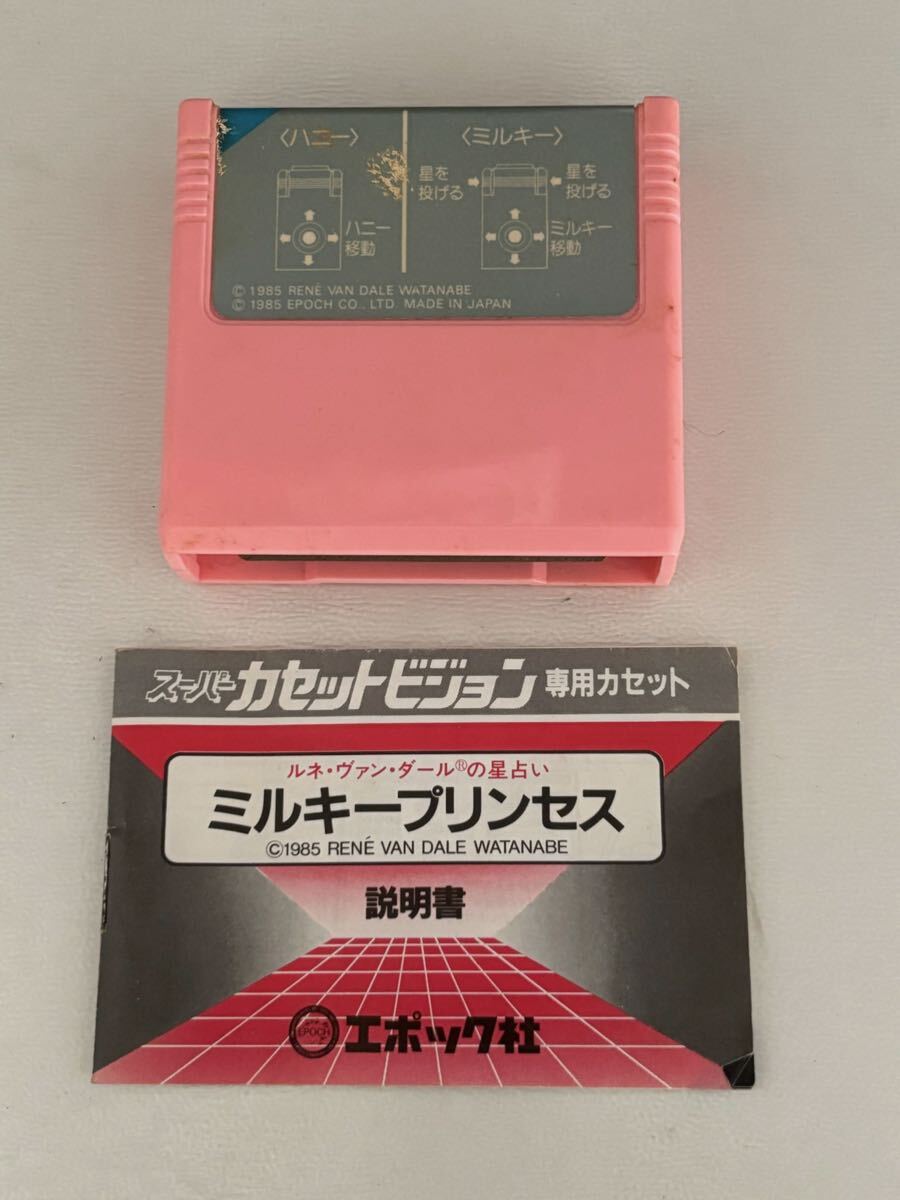 〈ハニー〉
ハニー
移動
〈ミルキー〉
星を
投げる
星を
投げる
ミルキー
移動
© 1985 RENÉ VAN DALE WATANABE
© 1985 EPOCH CO., LTD. MADE IN JAPAN
スーパーカセットビジョン 専用カセット
ルネ・ヴァン・ダール®の星占い
ミルキープリンセス
©1985 RENÉ VAN DALE WATANABE
説明書
EPOCH エポック社